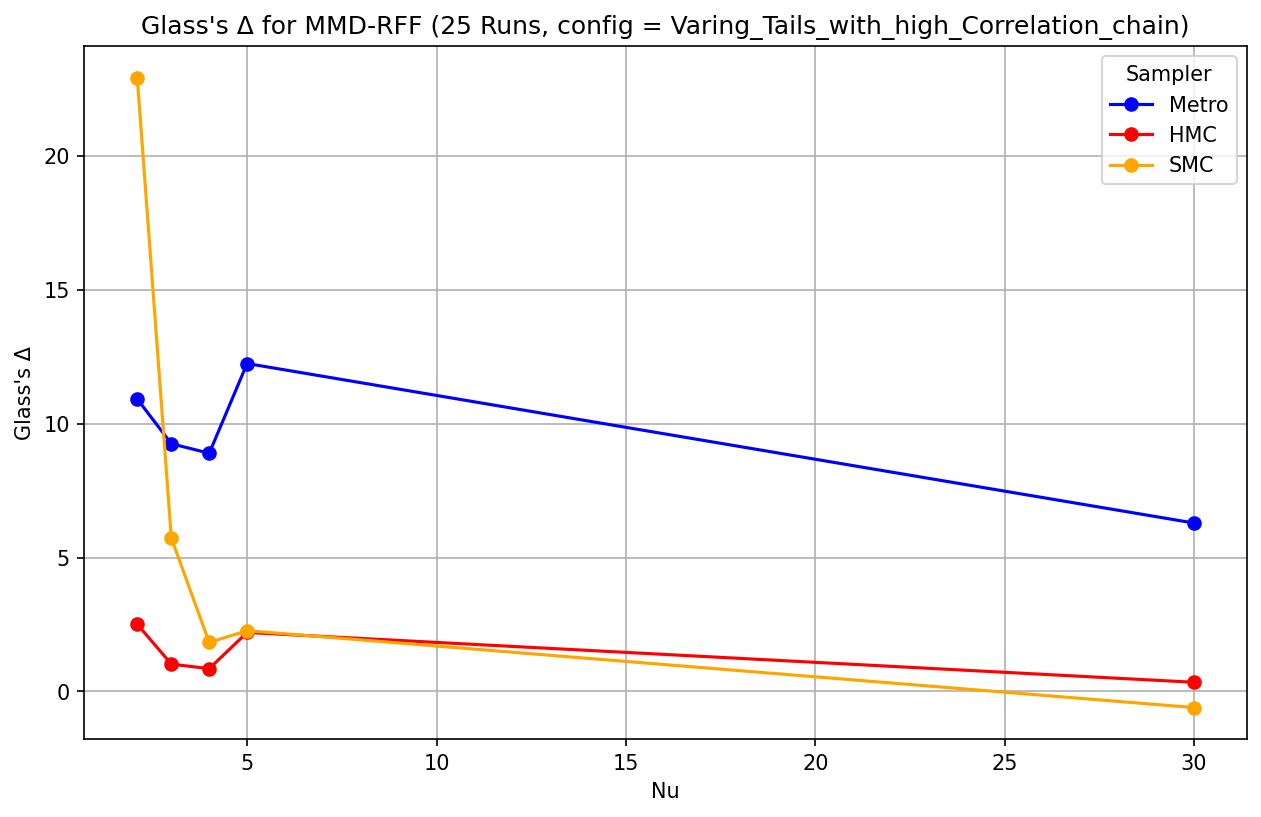 Glass's Δ for MMD-RFF (25 Runs, config = Varing_Tails_with_high_Correlation_chain)
Sampler
Metro
HMC
SMC
Glass's Δ
20
15
10
5
0
5
10
15
20
25
30
Nu